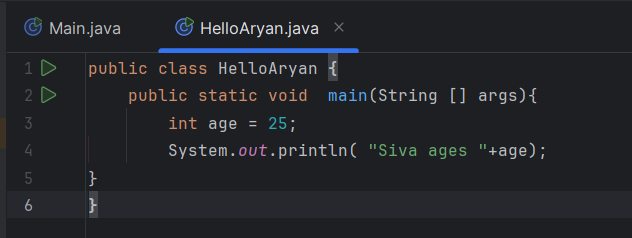 Main.java HelloAryan.java
1 public class HelloAryan {
2     public static void  main(String [] args){
3         int age = 25;
4         System.out.println( "Siva ages "+age);
5 }
6 }